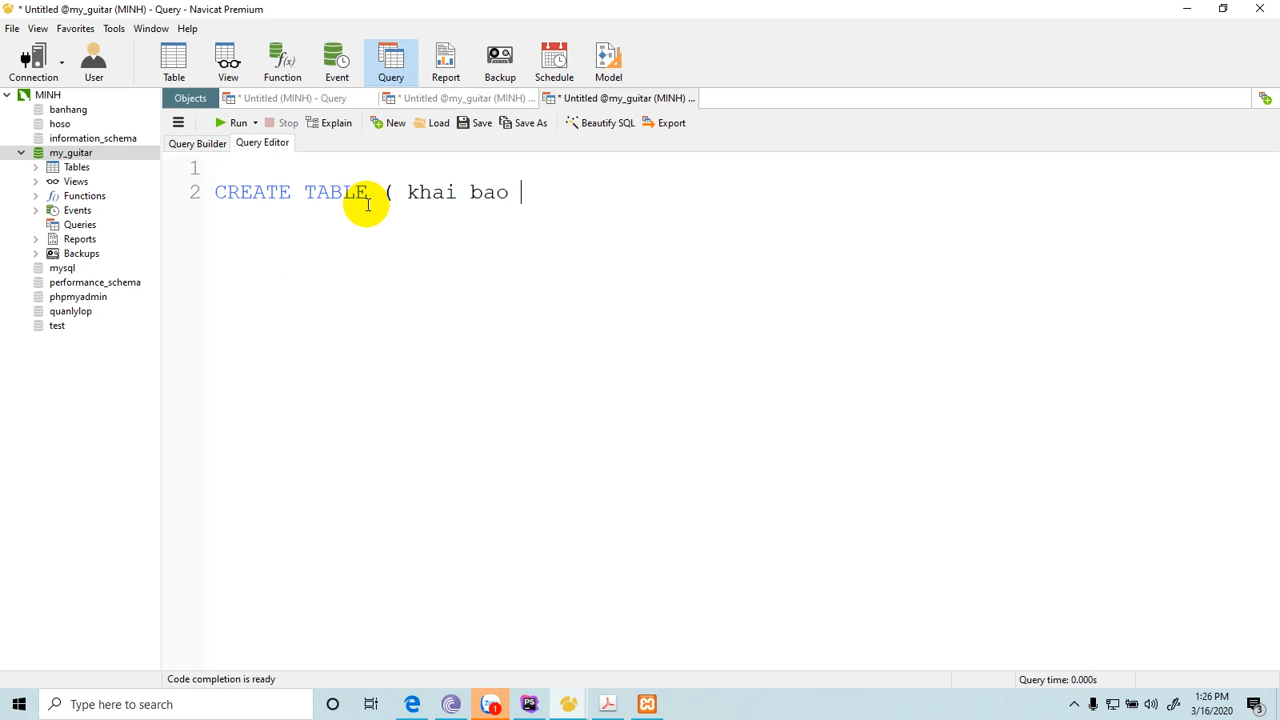 * Untitled @my_guitar (MINH) - Query - Navicat Premium
File View Favorites Tools Window Help
Connection User Table View Function Event Query Report Backup Schedule Model
MINH
banhang
hoso
information_schema
my_guitar
Tables
Views
Functions
Events
Queries
Reports
Backups
mysql
performance_schema
phpmyadmin
quanlylop
test
Objects * Untitled (MINH) - Query * Untitled @my_guitar (MINH) ... * Untitled @my_guitar (MINH) ...
Run Stop Explain New Load Save Save As Beautify SQL Export
Query Builder Query Editor
1
2 CREATE TABLE ( khai bao
Code completion is ready Query time: 0.000s
Type here to search
1
1:26 PM
3/16/2020
3